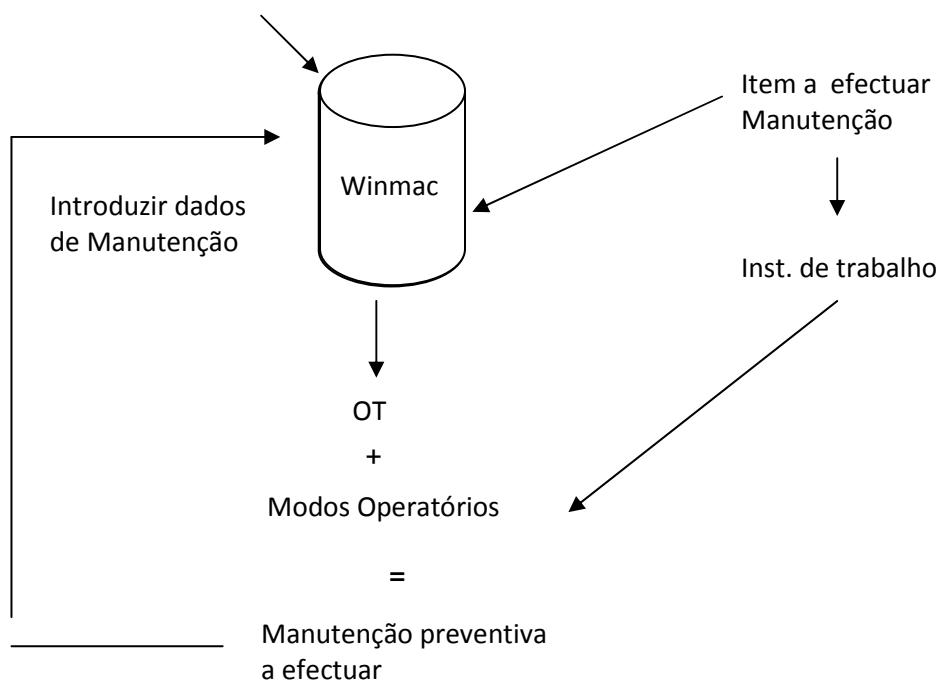 Item a efectuar
Manutenção
Winmac
Introduzir dados
de Manutenção
Inst. de trabalho
OT
+
Modos Operatórios
=
Manutenção preventiva
a efectuar